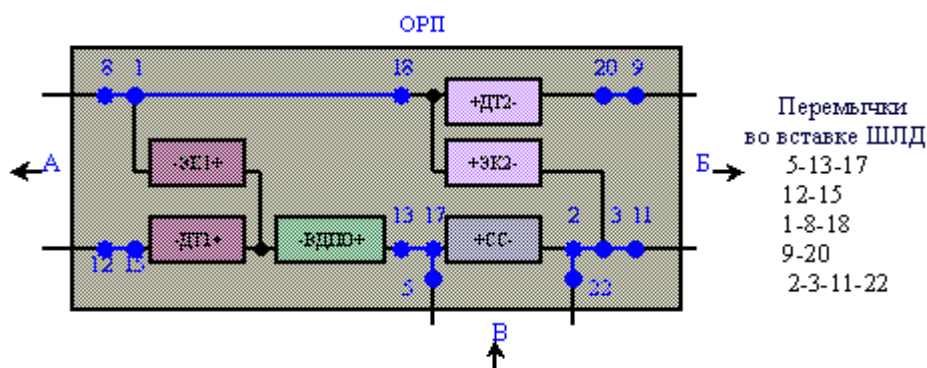 ОРП
8 1 18 20 9
+ДТ2-
Перемычки
во вставке ШЛД
5-13-17
12-15
1-8-18
9-20
2-3-11-22
А
-ЭК1+
+ЭК2-
Б
13 17 2 3 11
-ДТ1+
-ВДПО+
+СС-
12 15
5 22
В